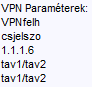 VPN Paraméterek:
VPNfelh
csjelszo
1.1.1.6
tav1/tav2
tav1/tav2